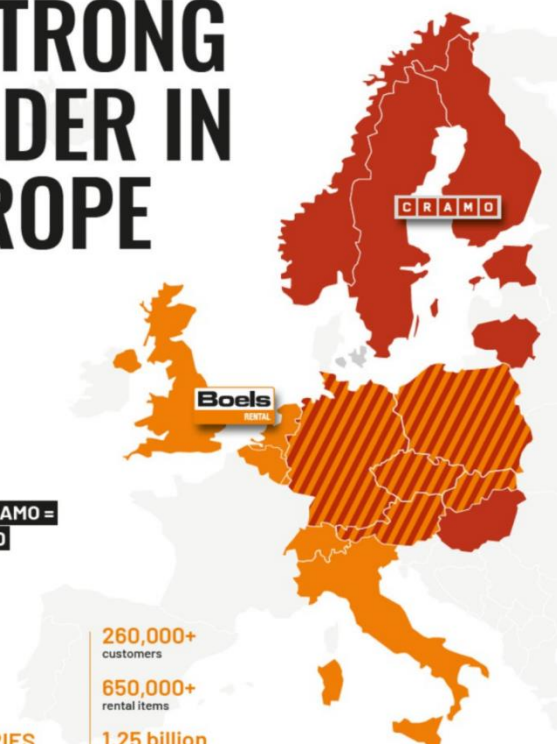 TRONG
DER IN
ROPE
CRAMO
Boels
RENTAL
AMO =
260,000+
customers
650,000+
rental items
1.25 billion